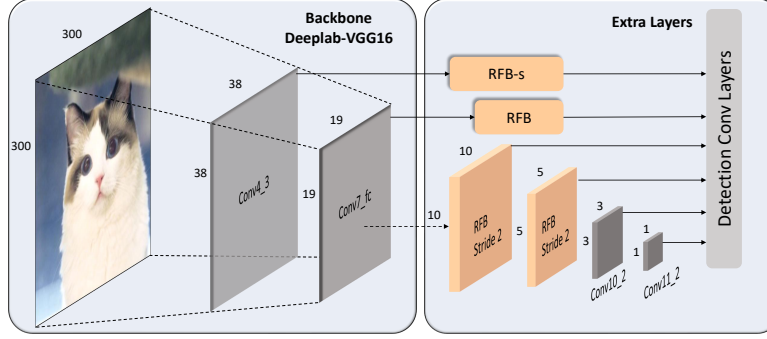 Backbone
Deeplab-VGG16
300
300
38
38
Conv4_3
19
19
Conv7_fc
Extra Layers
RFB-s
RFB
10
10
RFB
Stride 2
5
5
RFB
Stride 2
3
3
Conv10_2
1
1
Conv11_2
Detection Conv Layers